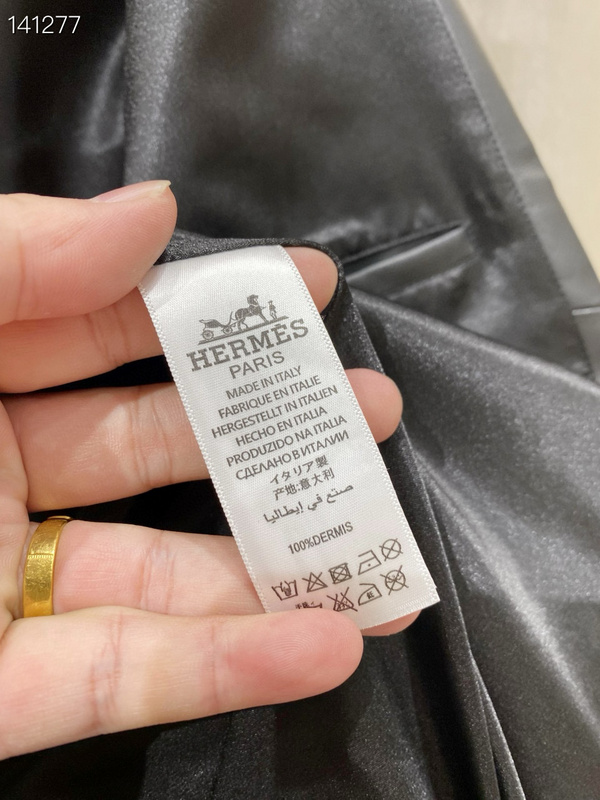 141277
HERMÈS
PARIS
MADE IN ITALY
FABRIQUE EN ITALIE
HERGESTELLT IN ITALIEN
HECHO EN ITALIA
PRODUZIDO NA ITALIA
СДЕЛАНО В ИТАЛИИ
イタリア製
产地:意大利
صنع في إيطاليا
100%DERMIS